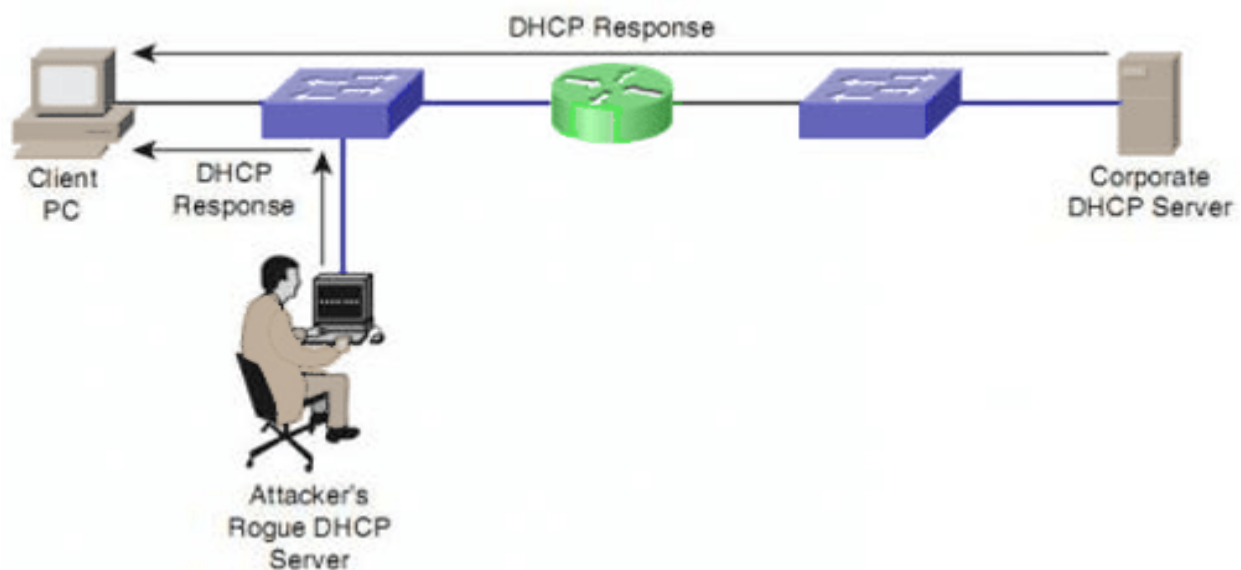 DHCP Response
Client
PC
DHCP
Response
Corporate
DHCP Server
Attacker's
Rogue DHCP
Server